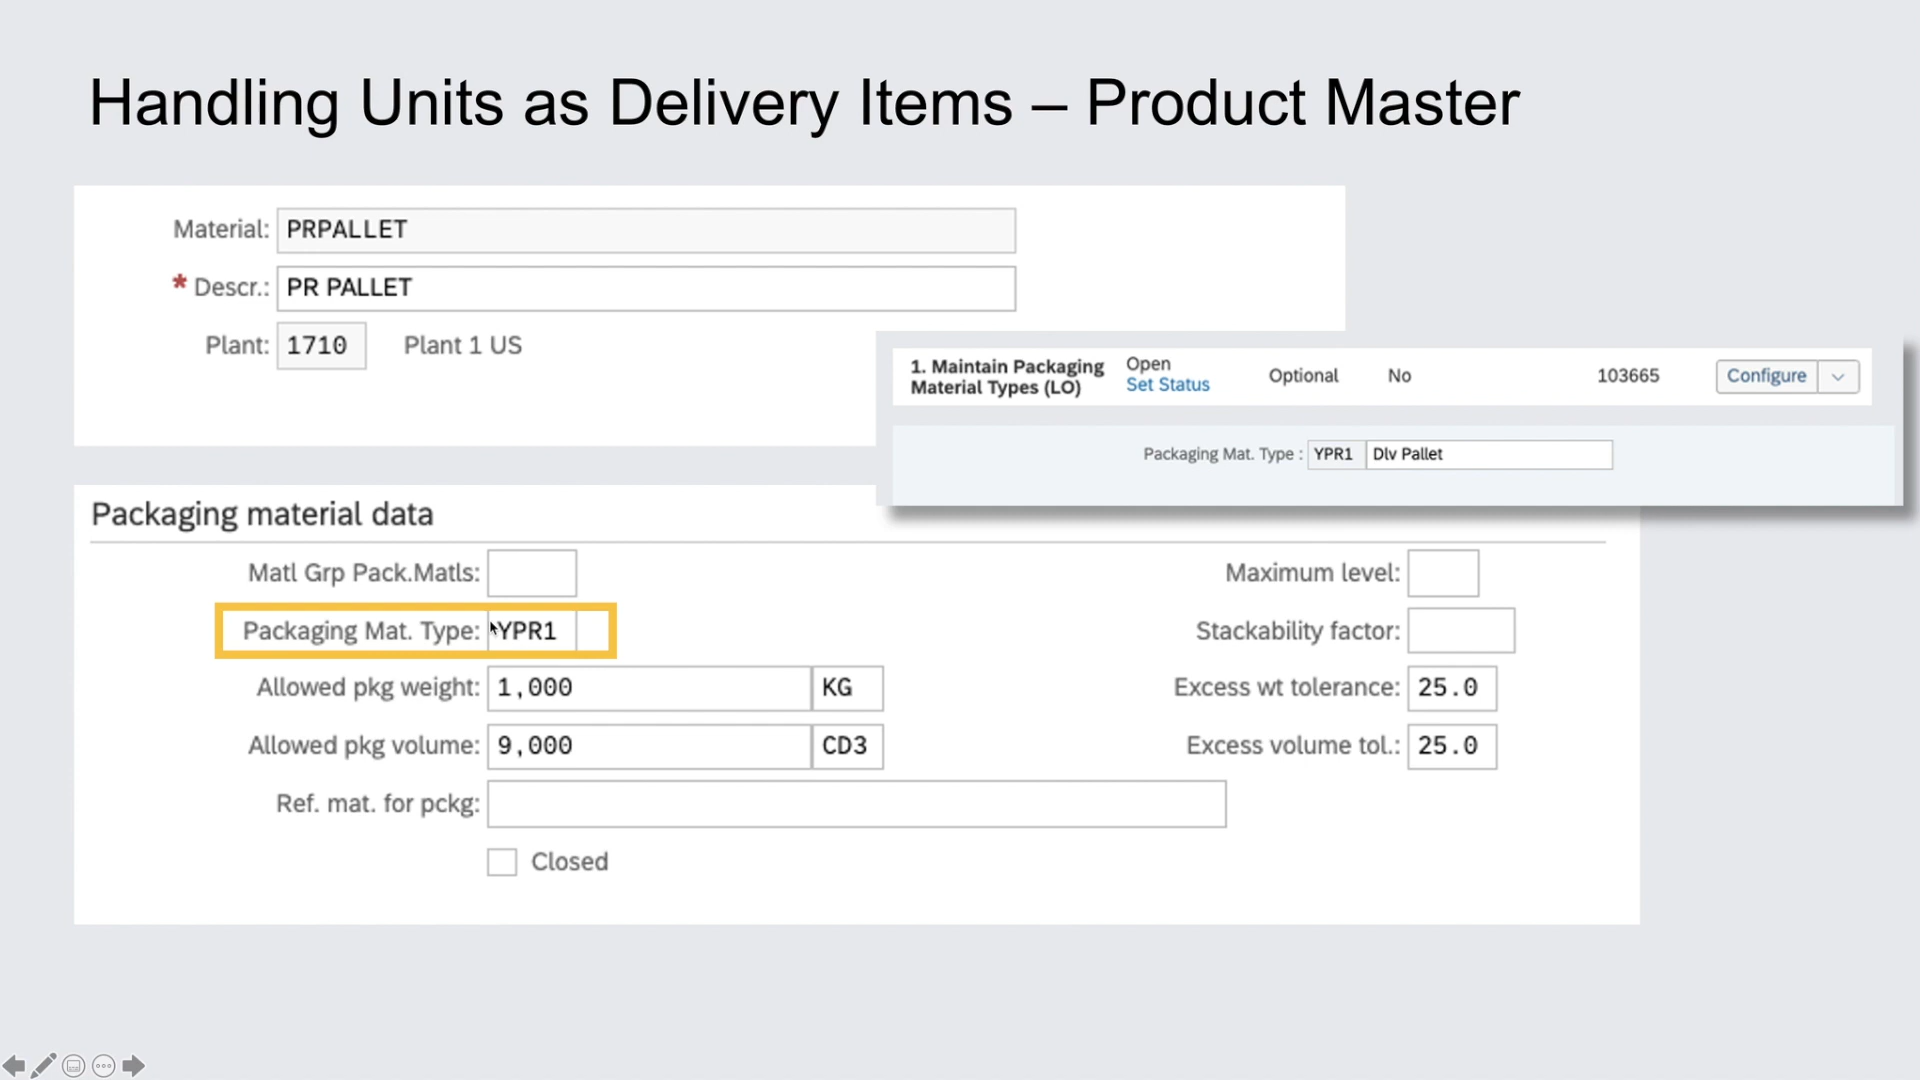 Handling Units as Delivery Items – Product Master
Material: PRPALLET
* Descr.: PR PALLET
Plant: 1710 Plant 1 US
1. Maintain Packaging Material Types (LO) Open Set Status Optional No 103665 Configure
Packaging Mat. Type : YPR1 Dlv Pallet
Packaging material data
Matl Grp Pack.Matls: Maximum level:
Packaging Mat. Type: YPR1 Stackability factor:
Allowed pkg weight: 1,000 KG Excess wt tolerance: 25.0
Allowed pkg volume: 9,000 CD3 Excess volume tol.: 25.0
Ref. mat. for pckg:
Closed